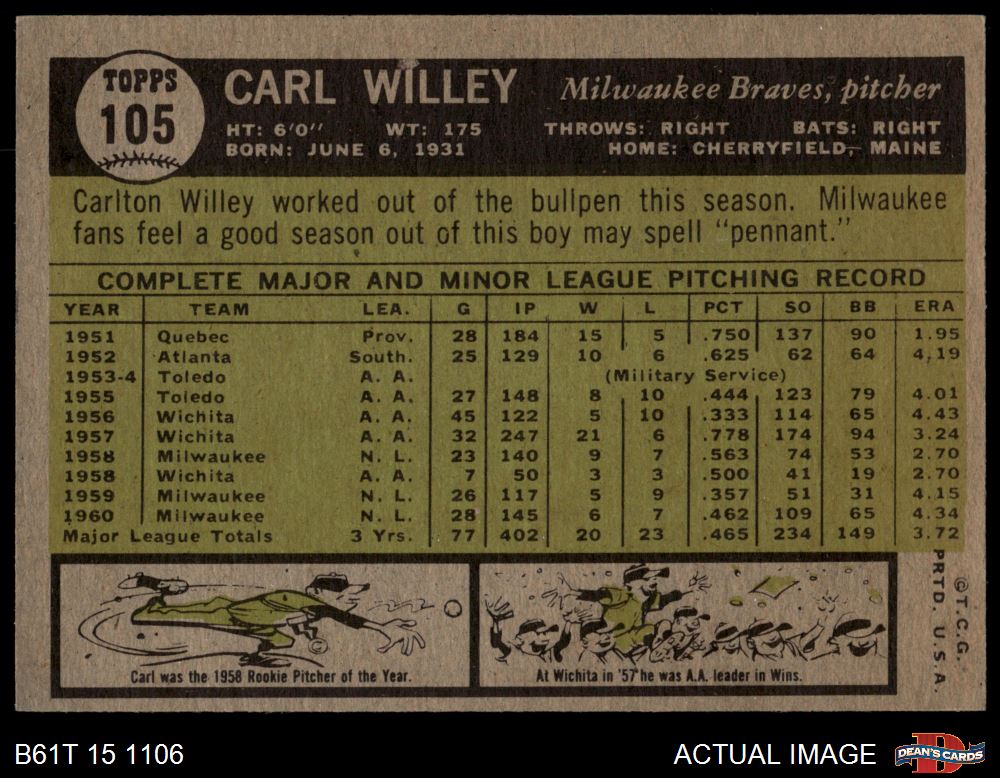 TOPPS
105
CARL WILLEY
Milwaukee Braves, pitcher
HT: 6'0" WT: 175 THROWS: RIGHT BATS: RIGHT
BORN: JUNE 6, 1931 HOME: CHERRYFIELD, MAINE
Carlton Willey worked out of the bullpen this season. Milwaukee
fans feel a good season out of this boy may spell "pennant."
COMPLETE MAJOR AND MINOR LEAGUE PITCHING RECORD
YEAR TEAM LEA. G IP W L PCT SO BB ERA
1951 Quebec Prov. 28 184 15 5 .750 137 90 1.95
1952 Atlanta South. 25 129 10 6 .625 62 64 4.19
1953-4 Toledo A. A. (Military Service)
1955 Toledo A. A. 27 148 8 10 .444 123 79 4.01
1956 Wichita A. A. 45 122 5 10 .333 114 65 4.43
1957 Wichita A. A. 32 247 21 6 .778 174 94 3.24
1958 Milwaukee N. L. 23 140 9 7 .563 74 53 2.70
1958 Wichita A. A. 7 50 3 3 .500 41 19 2.70
1959 Milwaukee N. L. 26 117 5 9 .357 51 31 4.15
1960 Milwaukee N. L. 28 145 6 7 .462 109 65 4.34
Major League Totals 3 Yrs. 77 402 20 23 .465 234 149 3.72
Carl was the 1958 Rookie Pitcher of the Year.
At Wichita in '57 he was A.A. leader in Wins.
©T.C.G.
PRTD. U.S.A.
B61T 15 1106
ACTUAL IMAGE
D
DEAN'S CARDS